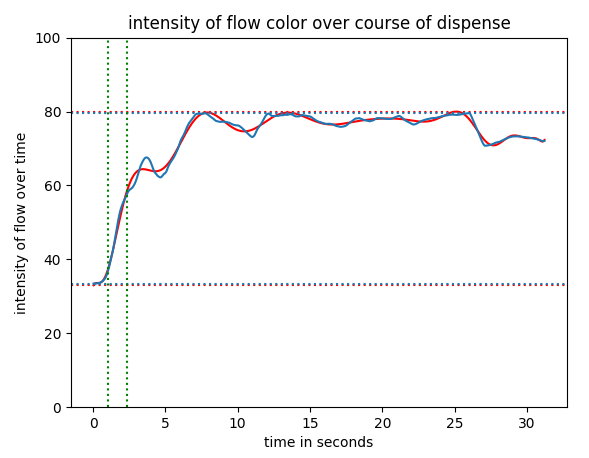 intensity of flow color over course of dispense
100
80
60
40
20
0
intensity of flow over time
0 5 10 15 20 25 30
time in seconds